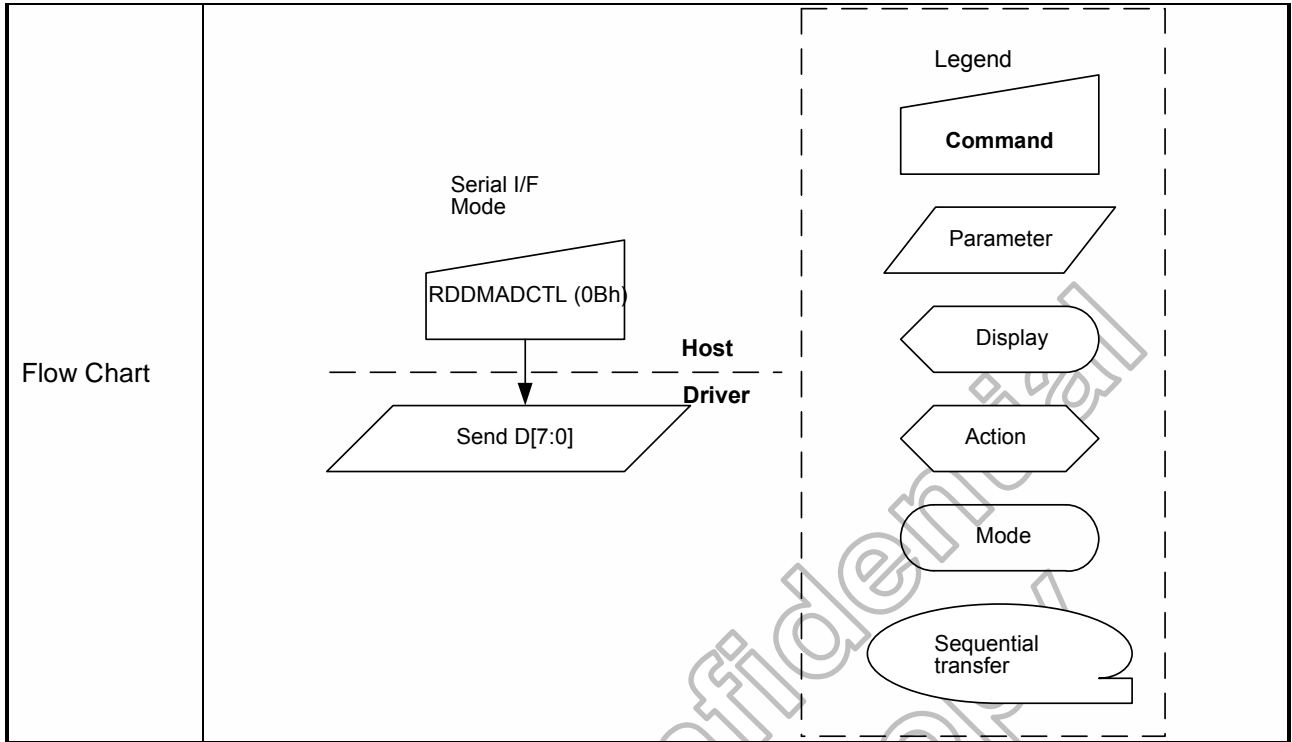 Flow Chart
Serial I/F
Mode
RDDMADCTL (0Bh)
Host
Driver
Send D[7:0]
Legend
Command
Parameter
Display
Action
Mode
Sequential
transfer